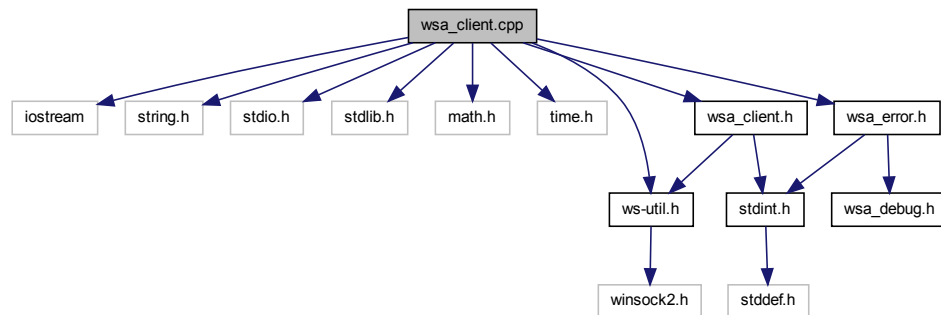 wsa_client.cpp
iostream
string.h
stdio.h
stdlib.h
math.h
time.h
wsa_client.h
wsa_error.h
ws-util.h
stdint.h
wsa_debug.h
winsock2.h
stddef.h